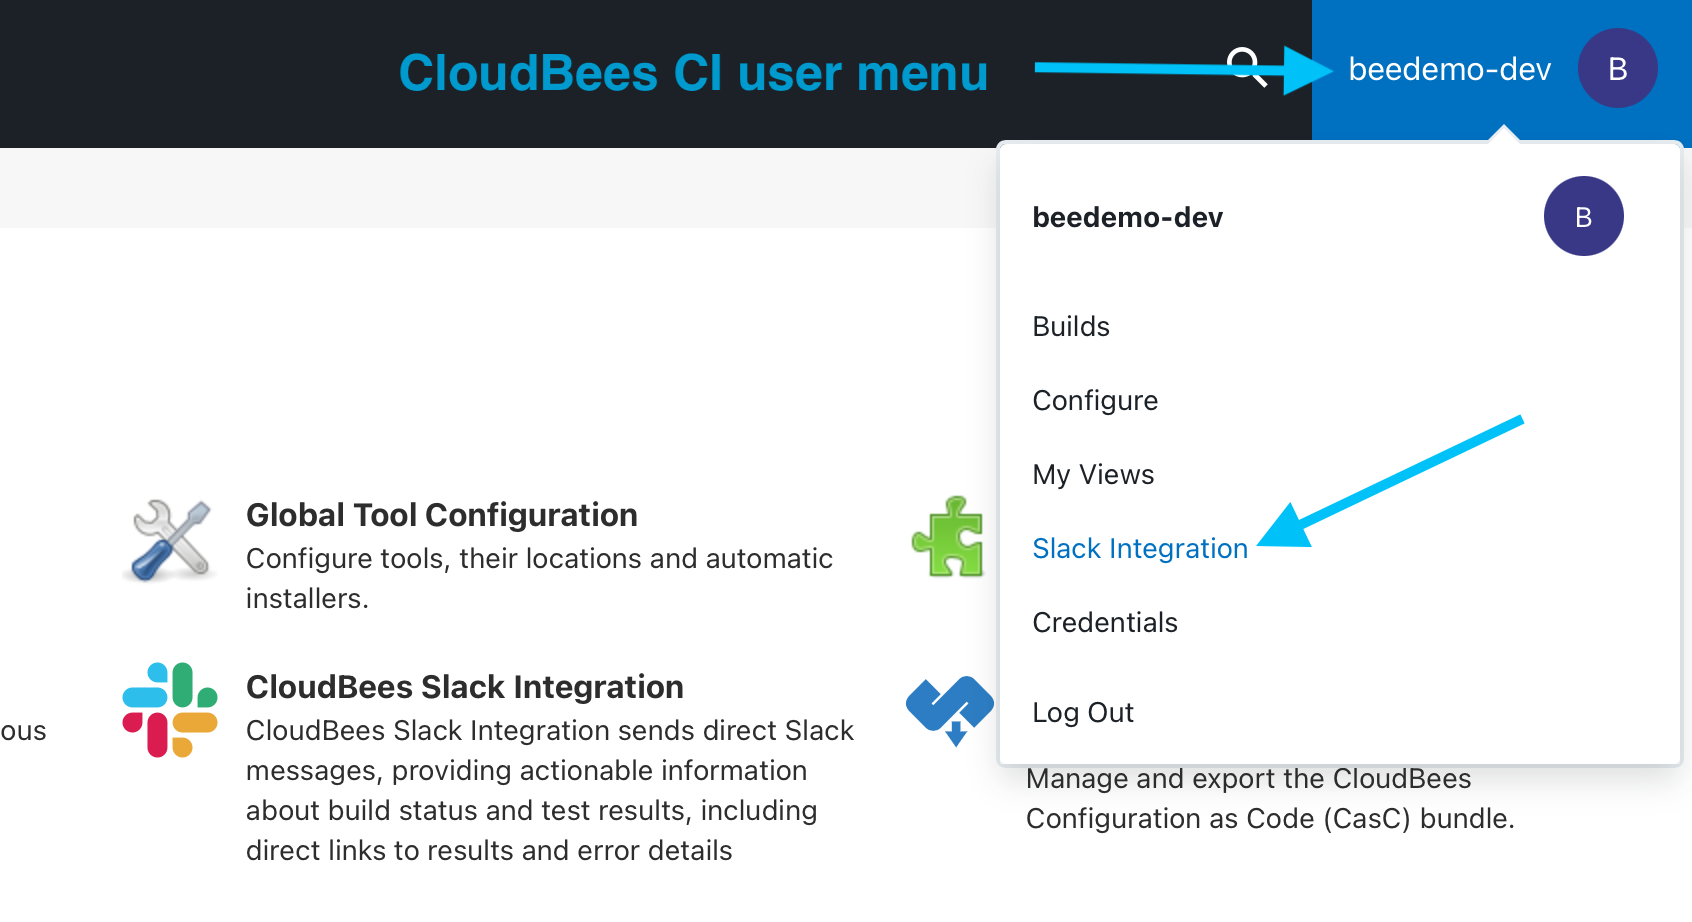 CloudBees CI user menu
beedemo-dev
B
beedemo-dev
B
Builds
Configure
My Views
Slack Integration
Credentials
Log Out
Global Tool Configuration
Configure tools, their locations and automatic
installers.
ous
CloudBees Slack Integration
CloudBees Slack Integration sends direct Slack
messages, providing actionable information
about build status and test results, including
direct links to results and error details
Manage and export the CloudBees
Configuration as Code (CasC) bundle.